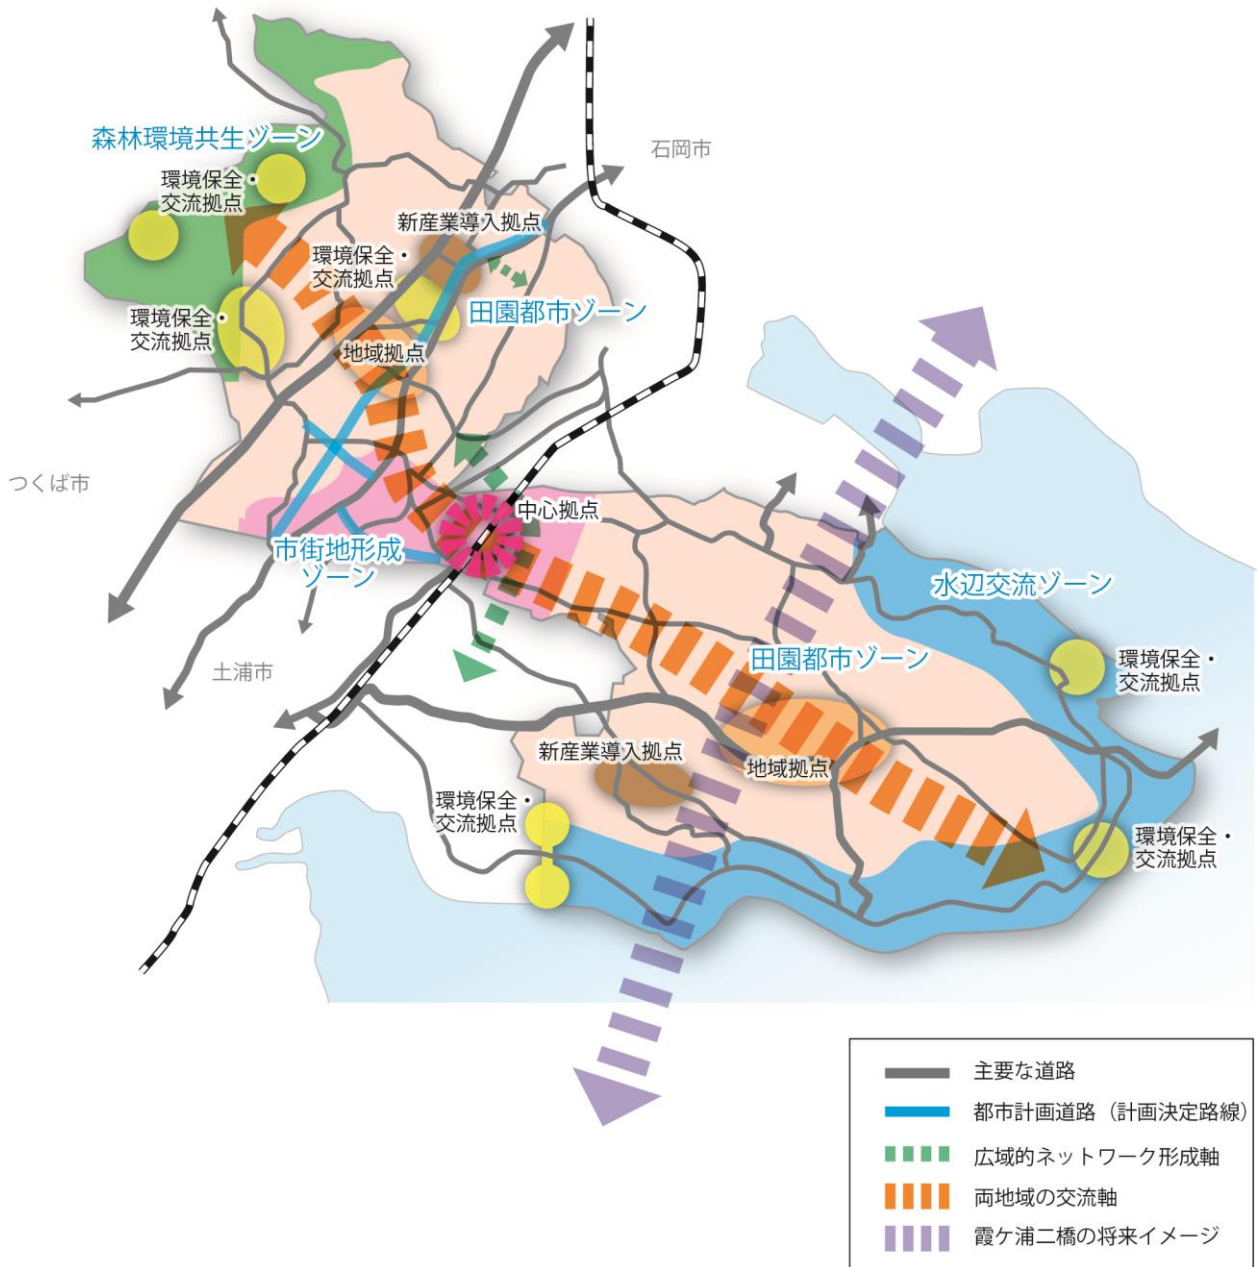 石岡市
森林環境共生ゾーン
環境保全・
交流拠点
新産業導入拠点
環境保全・
交流拠点
田園都市ゾーン
環境保全・
交流拠点
地域拠点
つくば市
中心拠点
市街地形成
ゾーン
水辺交流ゾーン
土浦市
田園都市ゾーン
環境保全・
交流拠点
新産業導入拠点
地域拠点
環境保全・
交流拠点
環境保全・
交流拠点
主要な道路
都市計画道路（計画決定路線）
広域的ネットワーク形成軸
両地域の交流軸
霞ケ浦二橋の将来イメージ